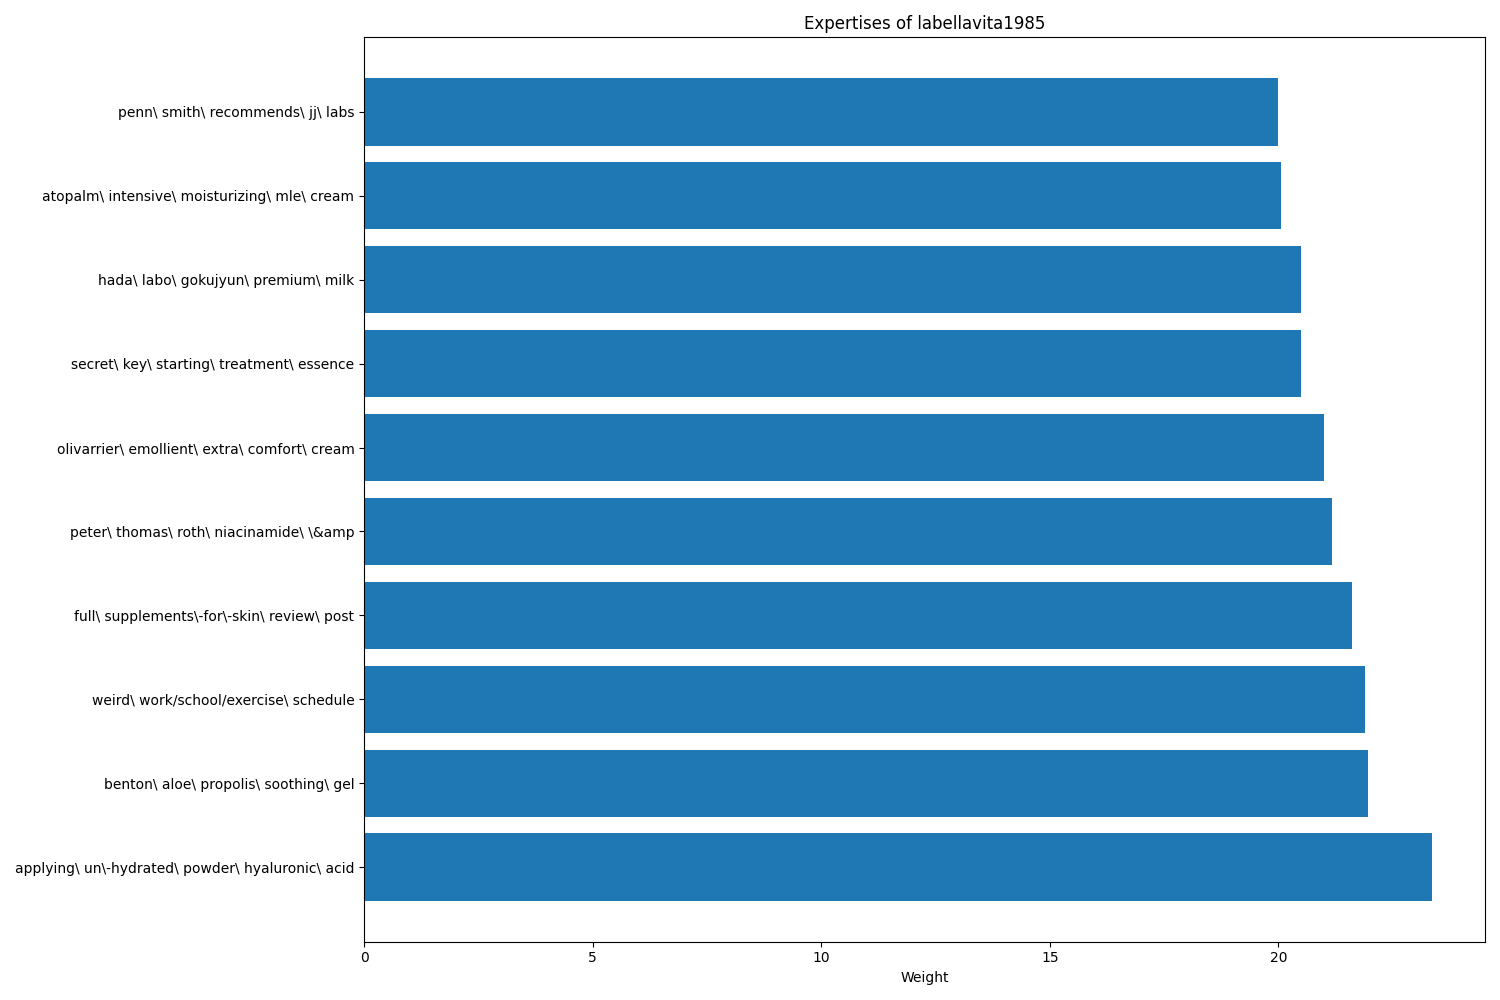 Expertises of labellavita1985
penn\ smith\ recommends\ jj\ labs
atopalm\ intensive\ moisturizing\ mle\ cream
hada\ labo\ gokujyun\ premium\ milk
secret\ key\ starting\ treatment\ essence
olivarrier\ emollient\ extra\ comfort\ cream
peter\ thomas\ roth\ niacinamide\ \&amp
full\ supplements\-for\-skin\ review\ post
weird\ work/school/exercise\ schedule
benton\ aloe\ propolis\ soothing\ gel
applying\ un\-hydrated\ powder\ hyaluronic\ acid
0 5 10 15 20
Weight